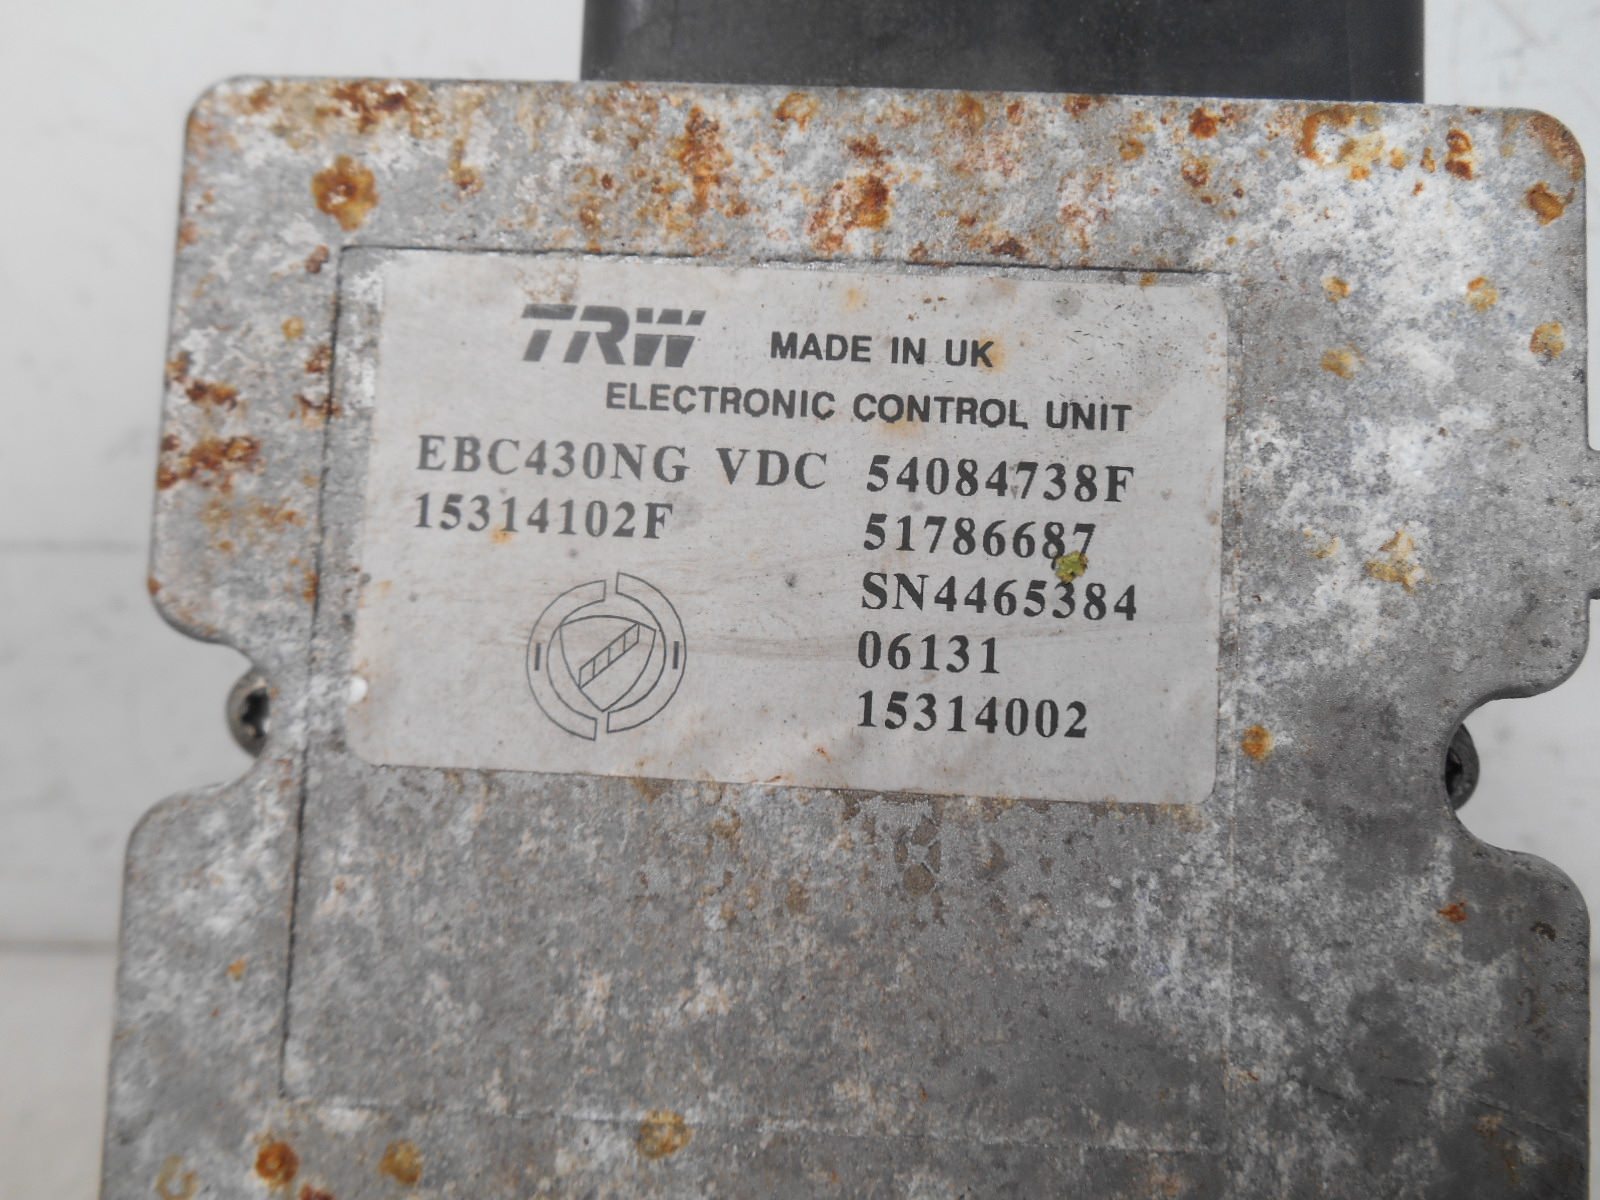 TRW MADE IN UK
ELECTRONIC CONTROL UNIT
EBC430NG VDC 54084738F
15314102F 51786687
SN4465384
06131
15314002